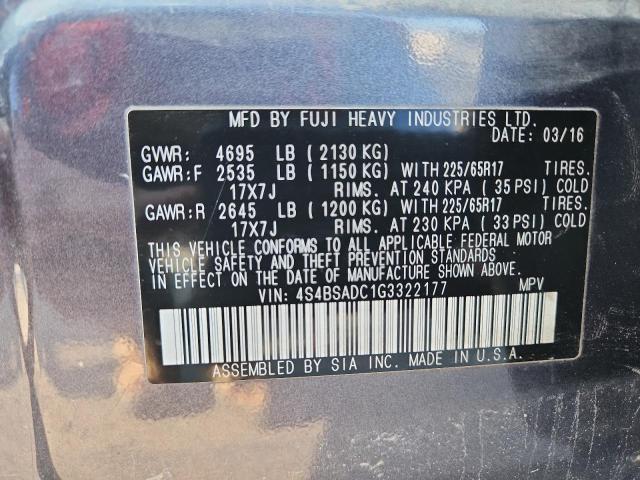 MFD BY FUJI HEAVY INDUSTRIES LTD.
DATE: 03/16
GVWR: 4695 LB (2130 KG)
GAWR:F 2535 LB (1150 KG) WITH 225/65R17 TIRES.
17X7J RIMS. AT 240 KPA (35 PSI) COLD
GAWR:R 2645 LB (1200 KG) WITH 225/65R17 TIRES.
17X7J RIMS. AT 230 KPA (33 PSI) COLD
THIS VEHICLE CONFORMS TO ALL APPLICABLE FEDERAL MOTOR
VEHICLE SAFETY AND THEFT PREVENTION STANDARDS
IN EFFECT ON THE DATE OF MANUFACTURE SHOWN ABOVE.
VIN: 4S4BSADC1G3322177 MPV
ASSEMBLED BY SIA INC. MADE IN U.S.A.